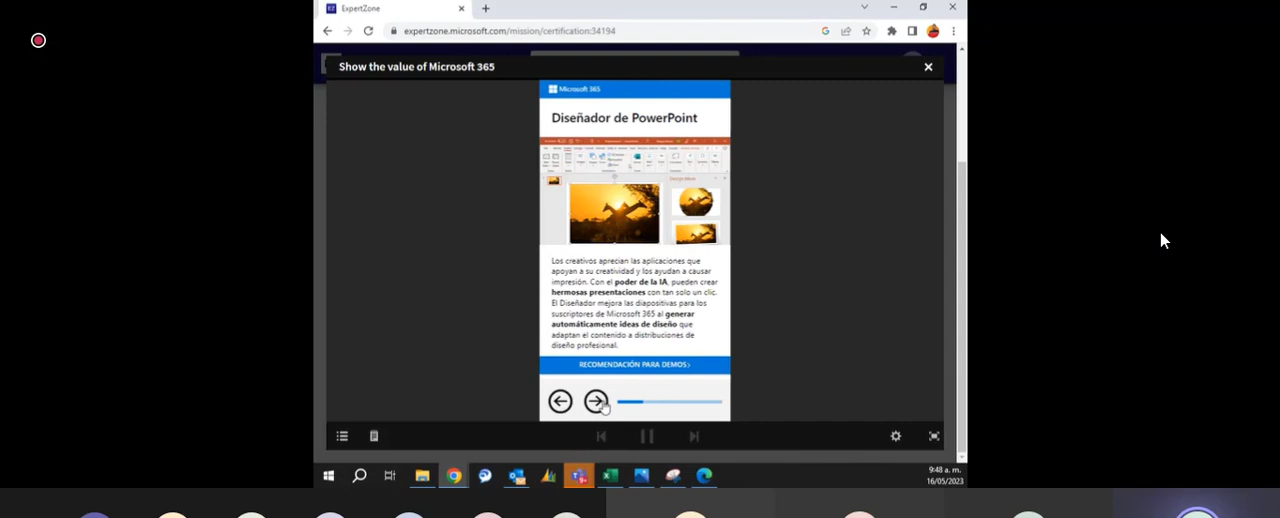 ExpertZone
expertzone.microsoft.com/mission/certification:34194
Show the value of Microsoft 365
Microsoft 365
Diseñador de PowerPoint
Design Ideas
Los creativos aprecian las aplicaciones que
apoyan a su creatividad y los ayudan a causar
impresión. Con el poder de la IA, pueden crear
hermosas presentaciones con tan solo un clic.
El Diseñador mejora las diapositivas para los
suscriptores de Microsoft 365 al generar
automáticamente ideas de diseño que
adaptan el contenido a distribuciones de
diseño profesional.
RECOMENDACIÓN PARA DEMOS
9:48 a. m.
16/05/2023